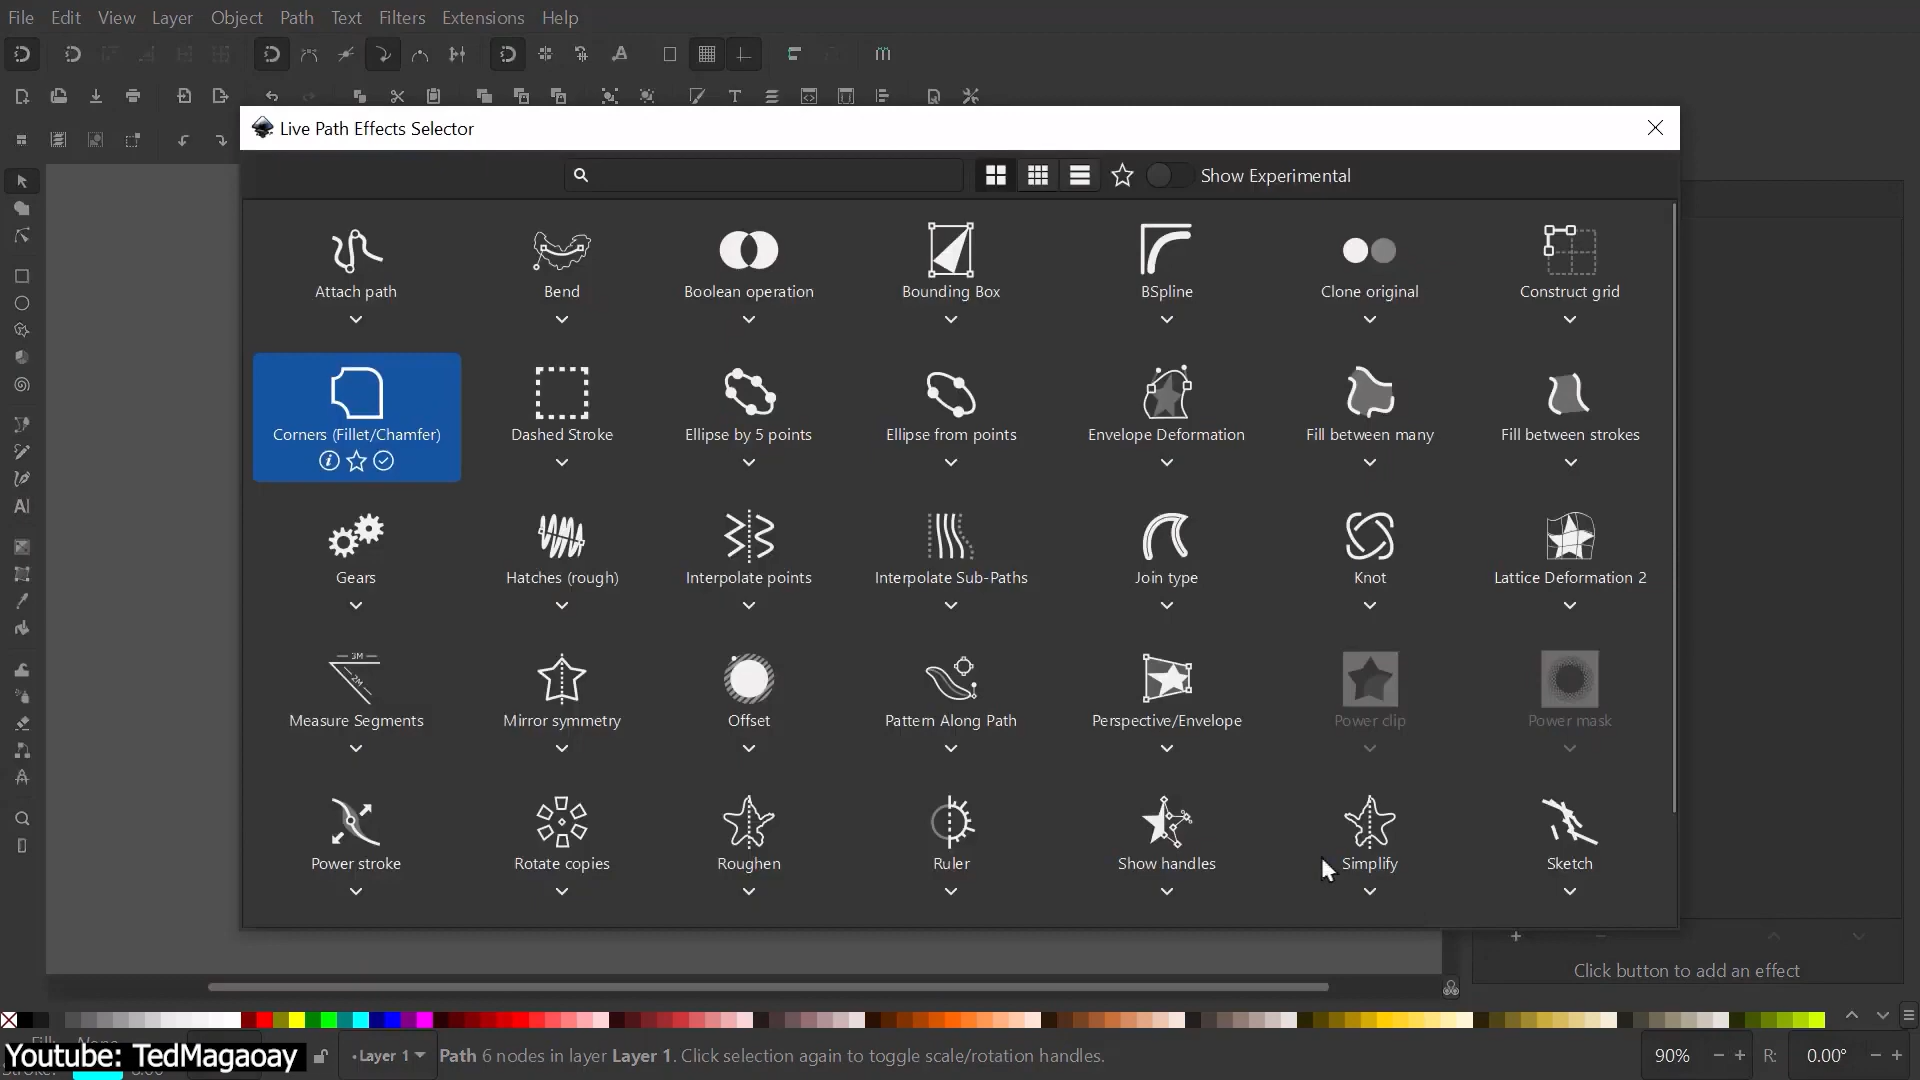 File Edit View Layer Object Path Text Filters Extensions Help
Live Path Effects Selector
Show Experimental
Attach path Bend Boolean operation Bounding Box BSpline Clone original Construct grid
Corners (Fillet/Chamfer) Dashed Stroke Ellipse by 5 points Ellipse from points Envelope Deformation Fill between many Fill between strokes
Gears Hatches (rough) Interpolate points Interpolate Sub-Paths Join type Knot Lattice Deformation 2
3M
2M
Measure Segments Mirror symmetry Offset Pattern Along Path Perspective/Envelope Power clip Power mask
Power stroke Rotate copies Roughen Ruler Show handles Simplify Sketch
Click button to add an effect
Youtube: TedMagaoay
Layer 1 Path 6 nodes in layer Layer 1. Click selection again to toggle scale/rotation handles. 90% R: 0.00°